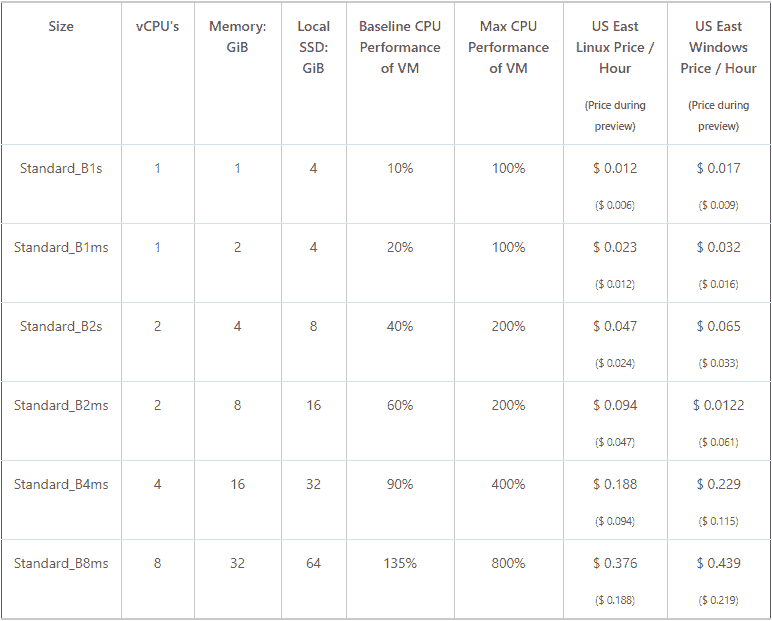 Size vCPU's Memory: GiB Local SSD: GiB Baseline CPU Performance of VM Max CPU Performance of VM US East Linux Price / Hour (Price during preview) US East Windows Price / Hour (Price during preview)
Standard_B1s 1 1 4 10% 100% $ 0.012 $ 0.017
($ 0.006) ($ 0.009)
Standard_B1ms 1 2 4 20% 100% $ 0.023 $ 0.032
($ 0.012) ($ 0.016)
Standard_B2s 2 4 8 40% 200% $ 0.047 $ 0.065
($ 0.024) ($ 0.033)
Standard_B2ms 2 8 16 60% 200% $ 0.094 $ 0.0122
($ 0.047) ($ 0.061)
Standard_B4ms 4 16 32 90% 400% $ 0.188 $ 0.229
($ 0.094) ($ 0.115)
Standard_B8ms 8 32 64 135% 800% $ 0.376 $ 0.439
($ 0.188) ($ 0.219)